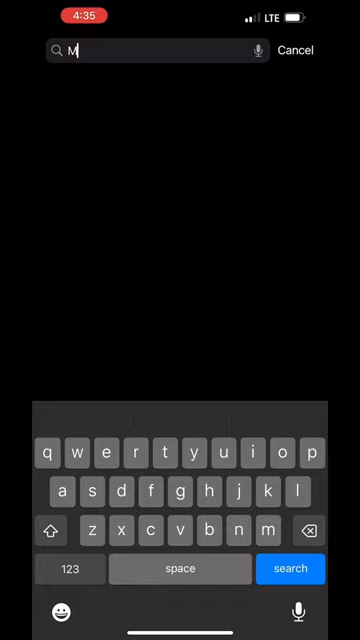 4:35 LTE
M Cancel
q w e r t y u i o p
a s d f g h j k l
z x c v b n m
123 space search